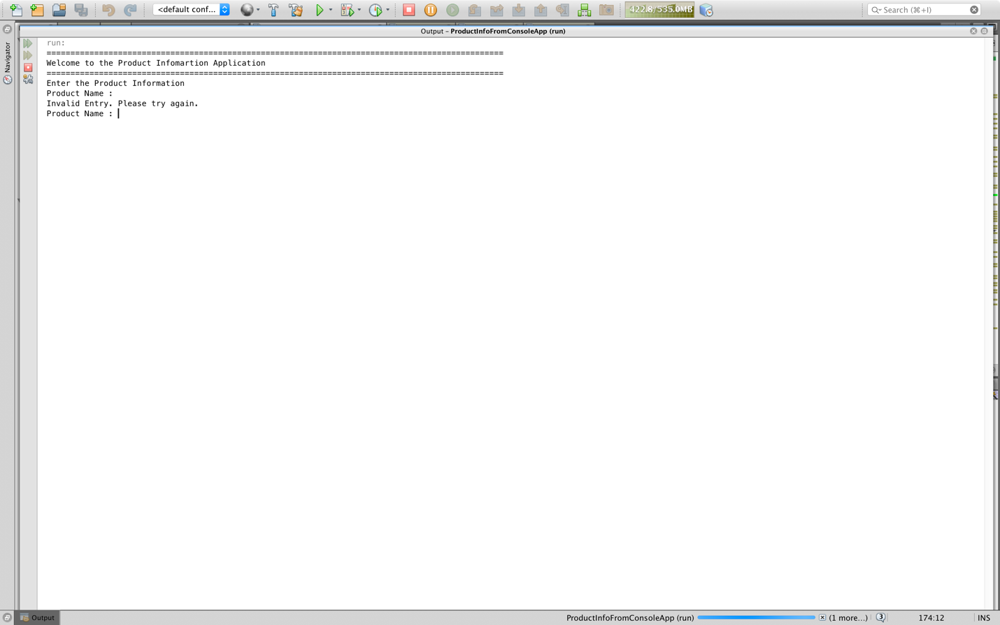 <default conf...
422.8/535.0MB
Search (⌘+I)
Navigator
Output – ProductInfoFromConsoleApp (run)
run:
================================================================================================
Welcome to the Product Infomartion Application
================================================================================================
Enter the Product Information
Product Name :
Invalid Entry. Please try again.
Product Name :
Output
ProductInfoFromConsoleApp (run)
(1 more...)
3
174:12
INS